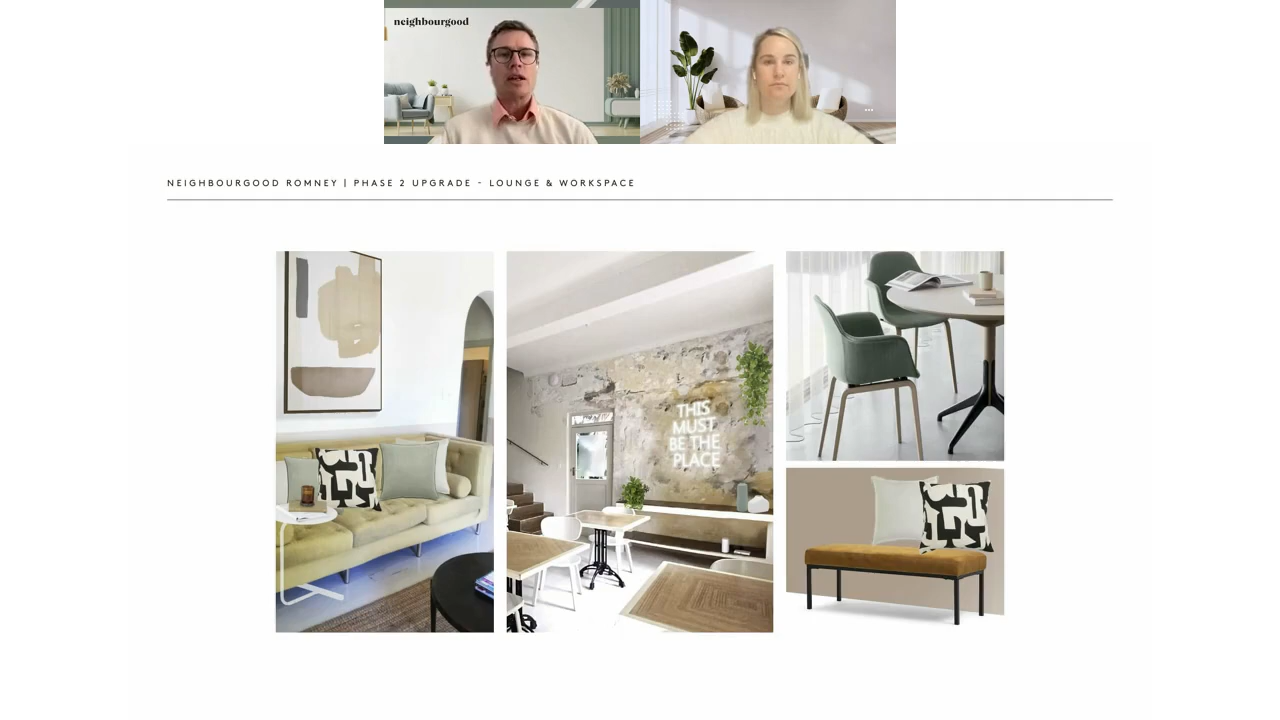 neighbourgood
NEIGHBOURGOOD ROMNEY | PHASE 2 UPGRADE - LOUNGE & WORKSPACE
THIS
MUST
BE THE
PLACE